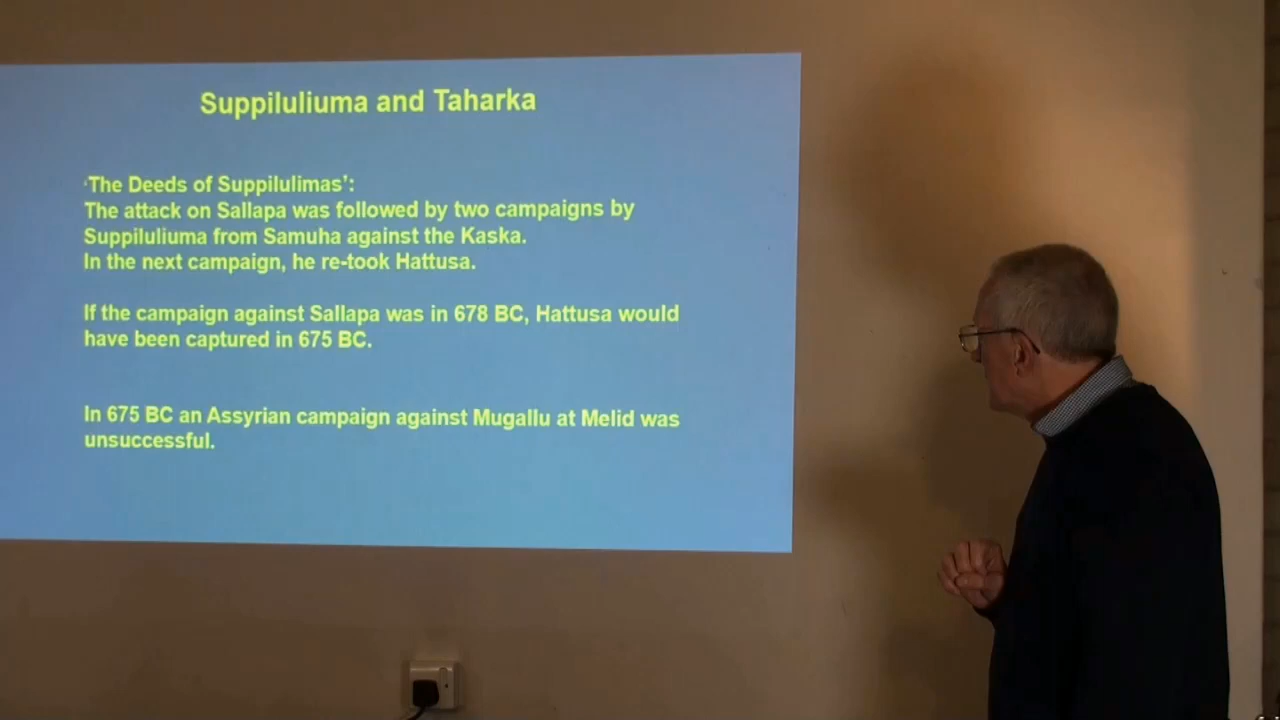 Suppiluliuma and Taharka
‘The Deeds of Suppilulimas’:
The attack on Sallapa was followed by two campaigns by
Suppiluliuma from Samuha against the Kaska.
In the next campaign, he re-took Hattusa.
If the campaign against Sallapa was in 678 BC, Hattusa would
have been captured in 675 BC.
In 675 BC an Assyrian campaign against Mugallu at Melid was
unsuccessful.